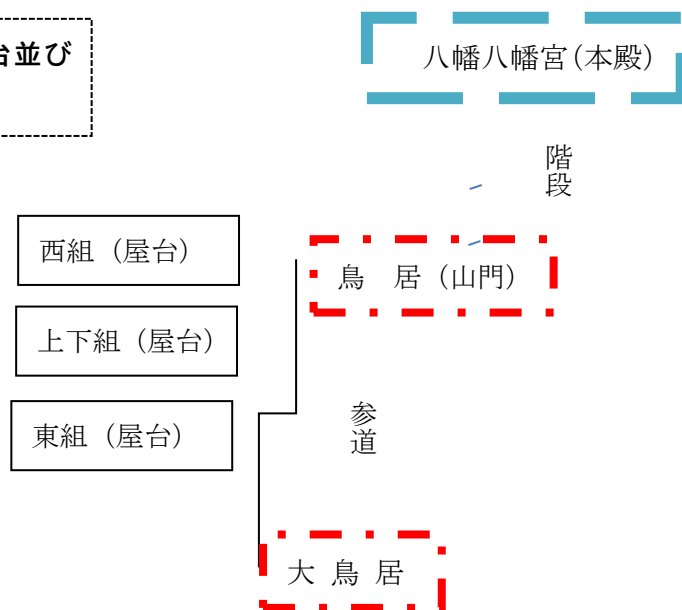 台並び
八幡八幡宮(本殿)
階段
西組（屋台）
鳥　居（山門）
上下組（屋台）
参道
東組（屋台）
大 鳥 居